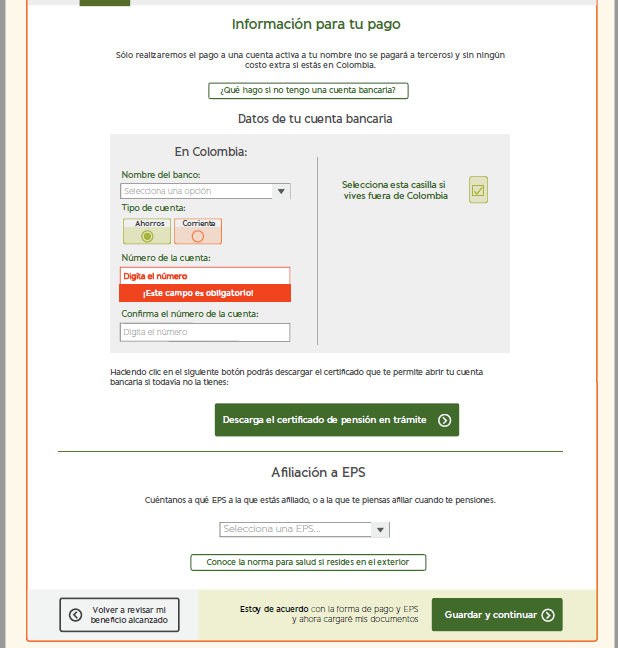 Información para tu pago
Sólo realizaremos el pago a una cuenta activa a tu nombre (no se pagará a terceros) y sin ningún
costo extra si estás en Colombia.
¿Qué hago si no tengo una cuenta bancaria?
Datos de tu cuenta bancaria
En Colombia:
Nombre del banco:
Selecciona una opción
Tipo de cuenta:
Ahorros
Corriente
Número de la cuenta:
Digita el número
¡Este campo es obligatorio!
Confirma el número de la cuenta:
Digita el número
Selecciona esta casilla si
vives fuera de Colombia
Haciendo clic en el siguiente botón podrás descargar el certificado que te permite abrir tu cuenta
bancaria si todavía no la tienes:
Descarga el certificado de pensión en trámite
Afiliación a EPS
Cuéntanos a qué EPS a la que estás afiliado, o a la que te piensas afiliar cuando te pensiones.
Selecciona una EPS...
Conoce la norma para salud si resides en el exterior
Volver a revisar mi
beneficio alcanzado
Estoy de acuerdo con la forma de pago y EPS
y ahora cargaré mis documentos
Guardar y continuar